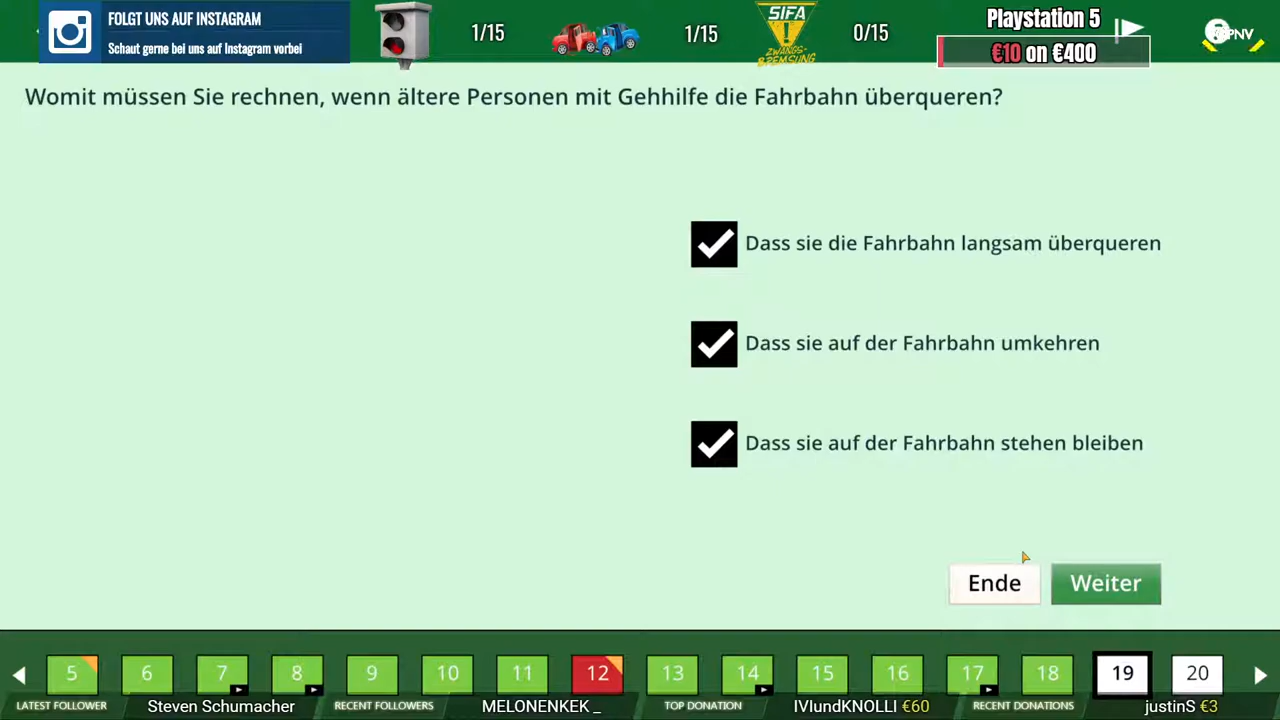 FOLGT UNS AUF INSTAGRAM
Schaut gerne bei uns auf Instagram vorbei
1/15
1/15
SIFA
!
ZWANGS-
BREMSUNG
0/15
Playstation 5
€10 on €400
ÖPNV
Womit müssen Sie rechnen, wenn ältere Personen mit Gehhilfe die Fahrbahn überqueren?
Dass sie die Fahrbahn langsam überqueren
Dass sie auf der Fahrbahn umkehren
Dass sie auf der Fahrbahn stehen bleiben
Ende Weiter
5 6 7 8 9 10 11 12 13 14 15 16 17 18 19 20
LATEST FOLLOWER Steven Schumacher RECENT FOLLOWERS MELONENKEK _ TOP DONATION IVIundKNOLLI €60 RECENT DONATIONS justinS €3